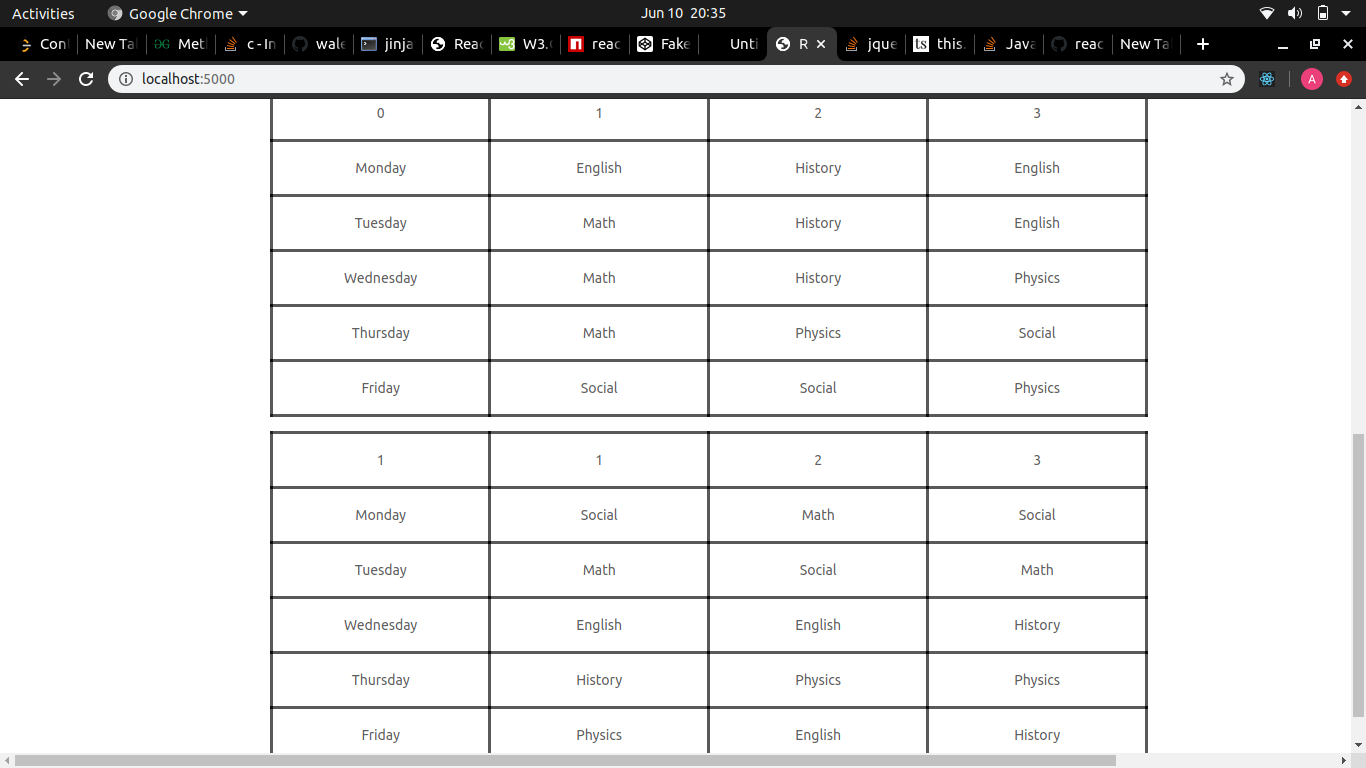 Activities Google Chrome Jun 10 20:35
Con New Ta Met c - In wale jinja Reac W3. reac Fake Unti R jque this. Java reac New Ta
localhost:5000 A
0 1 2 3
Monday English History English
Tuesday Math History English
Wednesday Math History Physics
Thursday Math Physics Social
Friday Social Social Physics
1 1 2 3
Monday Social Math Social
Tuesday Math Social Math
Wednesday English English History
Thursday History Physics Physics
Friday Physics English History